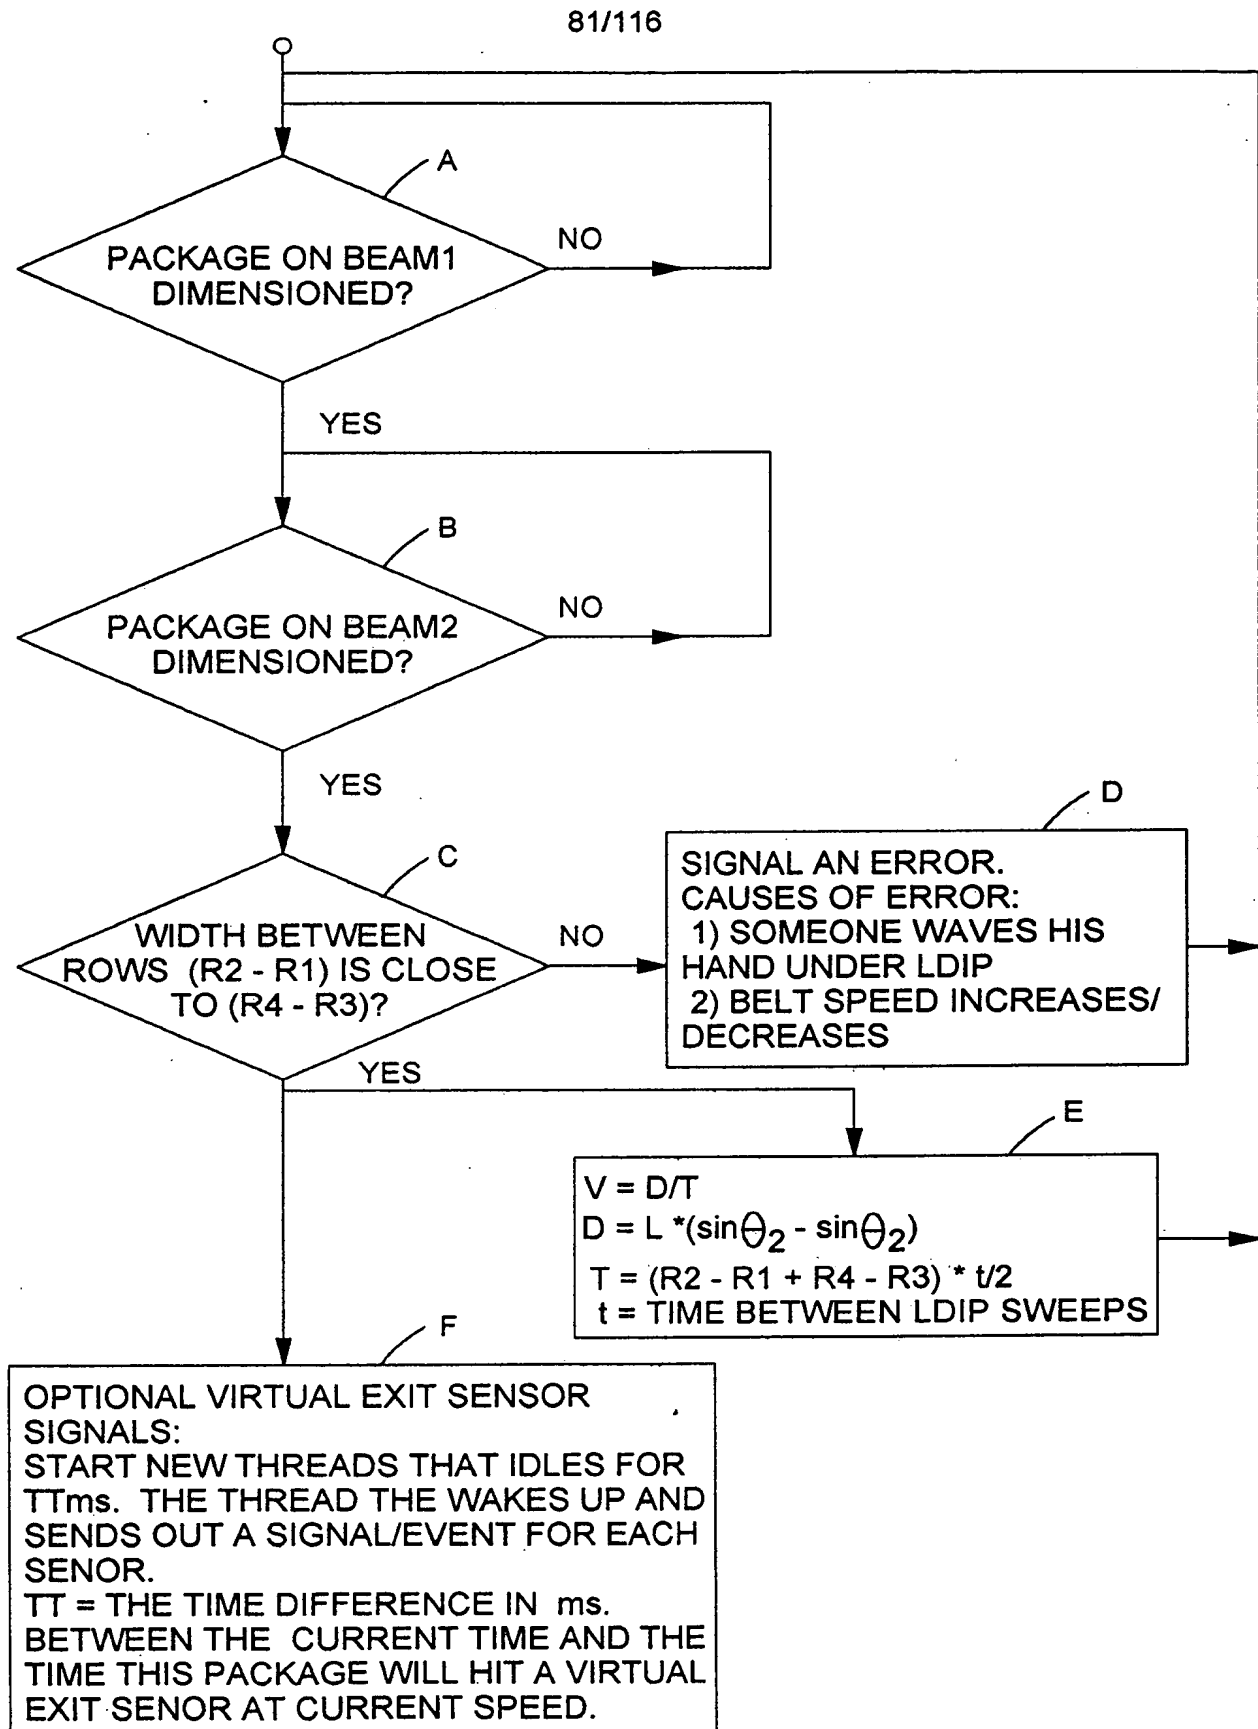 81/116
A
PACKAGE ON BEAM1
DIMENSIONED?
NO
YES
B
PACKAGE ON BEAM2
DIMENSIONED?
NO
YES
C
WIDTH BETWEEN
ROWS (R2 - R1) IS CLOSE
TO (R4 - R3)?
NO
YES
D
SIGNAL AN ERROR.
CAUSES OF ERROR:
1) SOMEONE WAVES HIS
HAND UNDER LDIP
2) BELT SPEED INCREASES/
DECREASES
E
V = D/T
D = L *(sinθ2 - sinθ2)
T = (R2 - R1 + R4 - R3) * t/2
t = TIME BETWEEN LDIP SWEEPS
F
OPTIONAL VIRTUAL EXIT SENSOR
SIGNALS:
START NEW THREADS THAT IDLES FOR
TTms. THE THREAD THE WAKES UP AND
SENDS OUT A SIGNAL/EVENT FOR EACH
SENOR.
TT = THE TIME DIFFERENCE IN ms.
BETWEEN THE CURRENT TIME AND THE
TIME THIS PACKAGE WILL HIT A VIRTUAL
EXIT SENOR AT CURRENT SPEED.